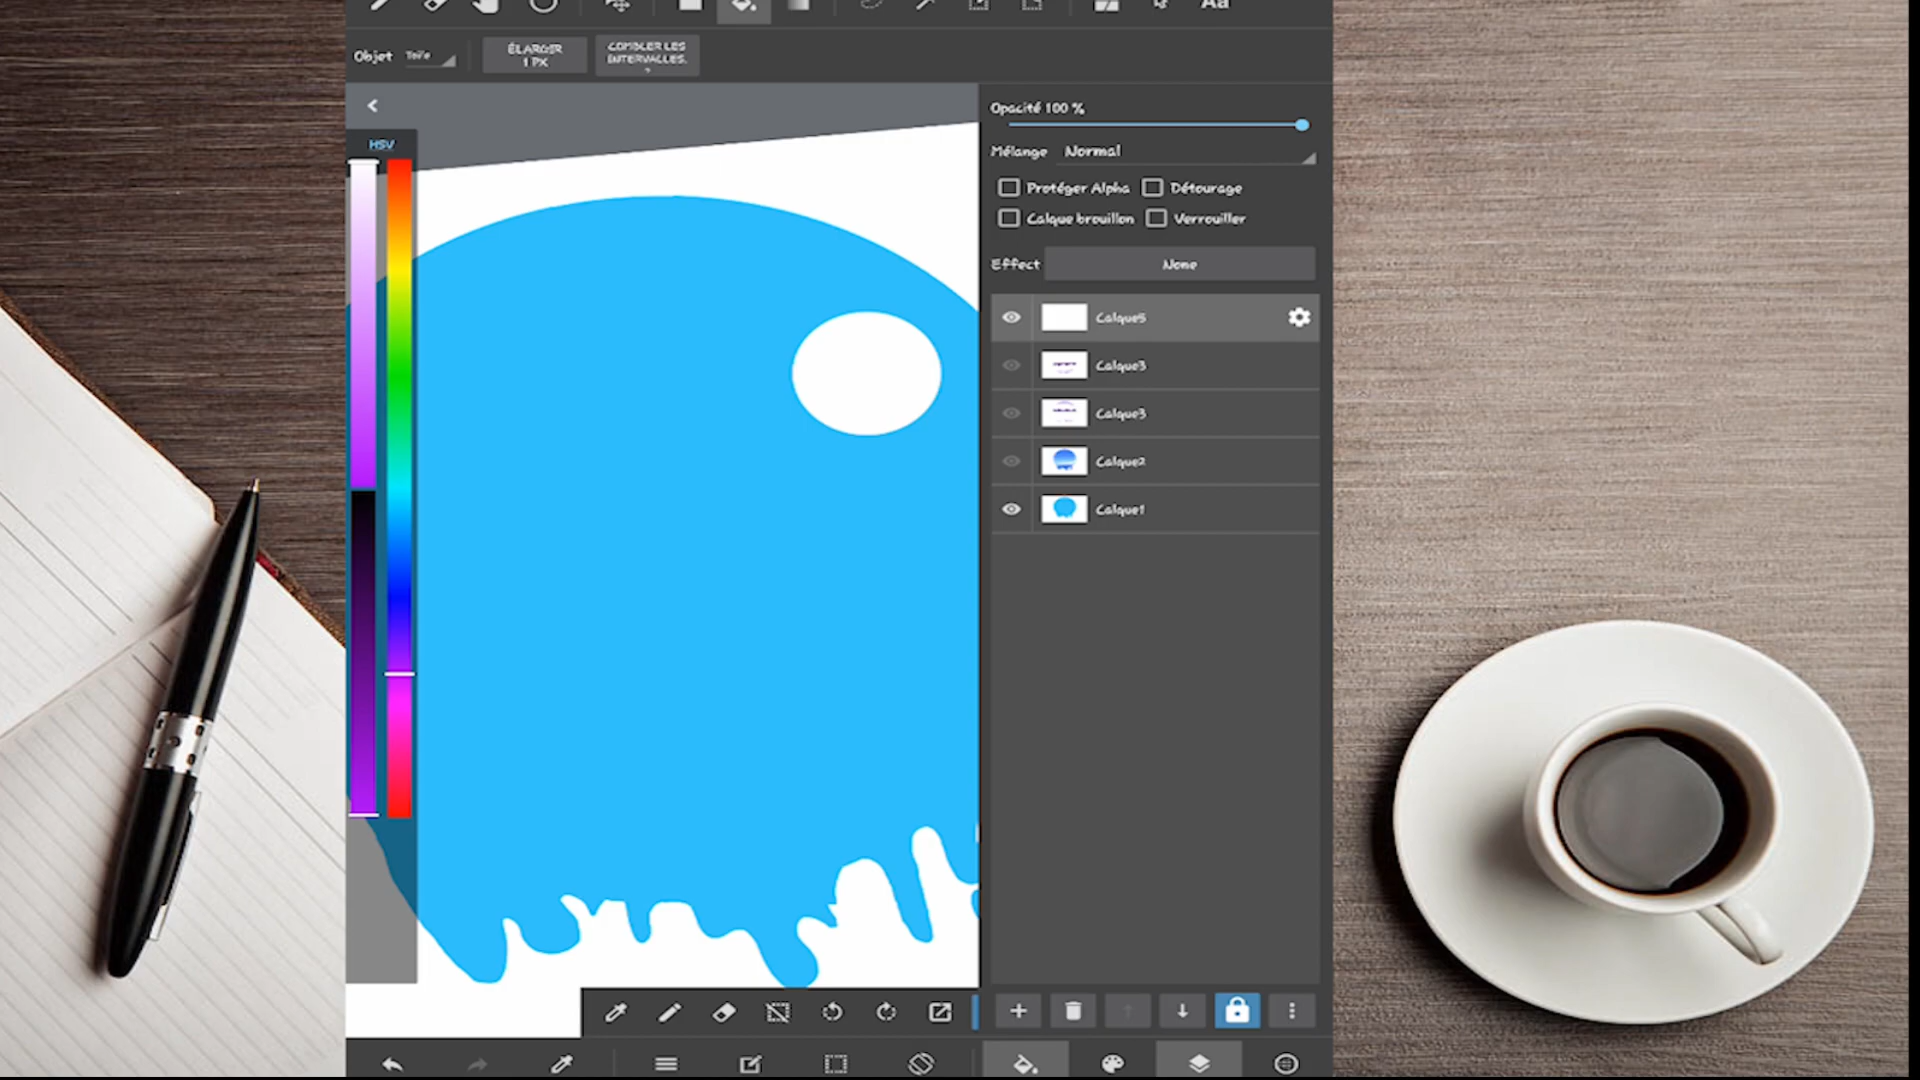 Aa
Objet
Toile
ÉLARGIR
1 PX
COMBLER LES
INTERVALLES.
HSV
Opacité 100 %
Mélange Normal
Protéger Alpha
Détourage
Calque brouillon
Verrouiller
Effect
None
Calque5
Calque3
Calque3
Calque2
Calque1